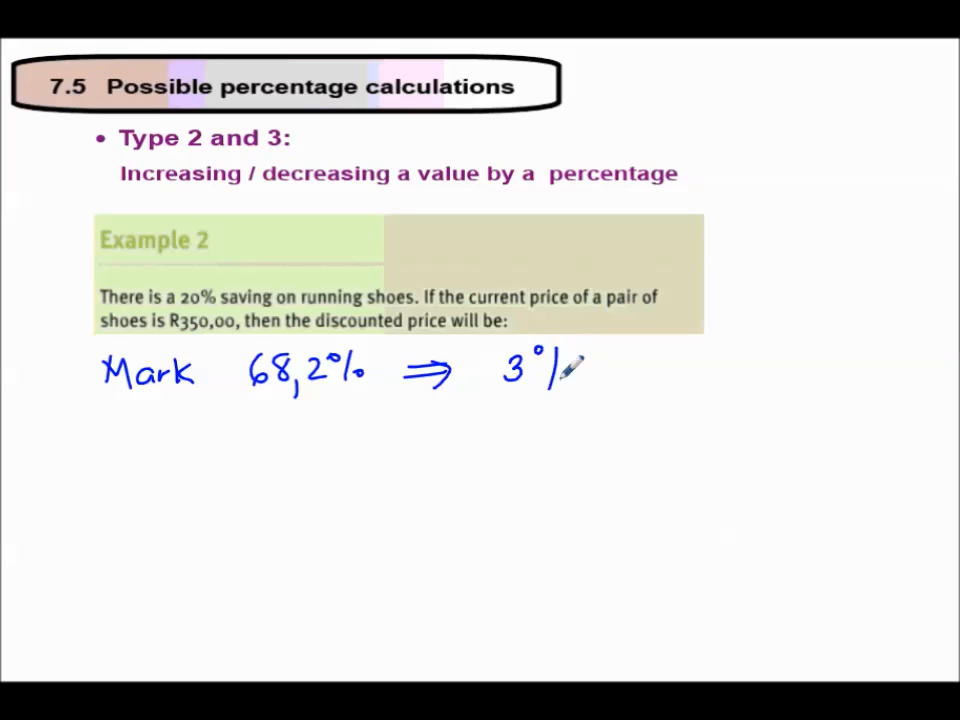 7.5 Possible percentage calculations
• Type 2 and 3:
Increasing / decreasing a value by a percentage
Example 2
There is a 20% saving on running shoes. If the current price of a pair of
shoes is R350,00, then the discounted price will be:
Mark 68,2% ⇒ 3%